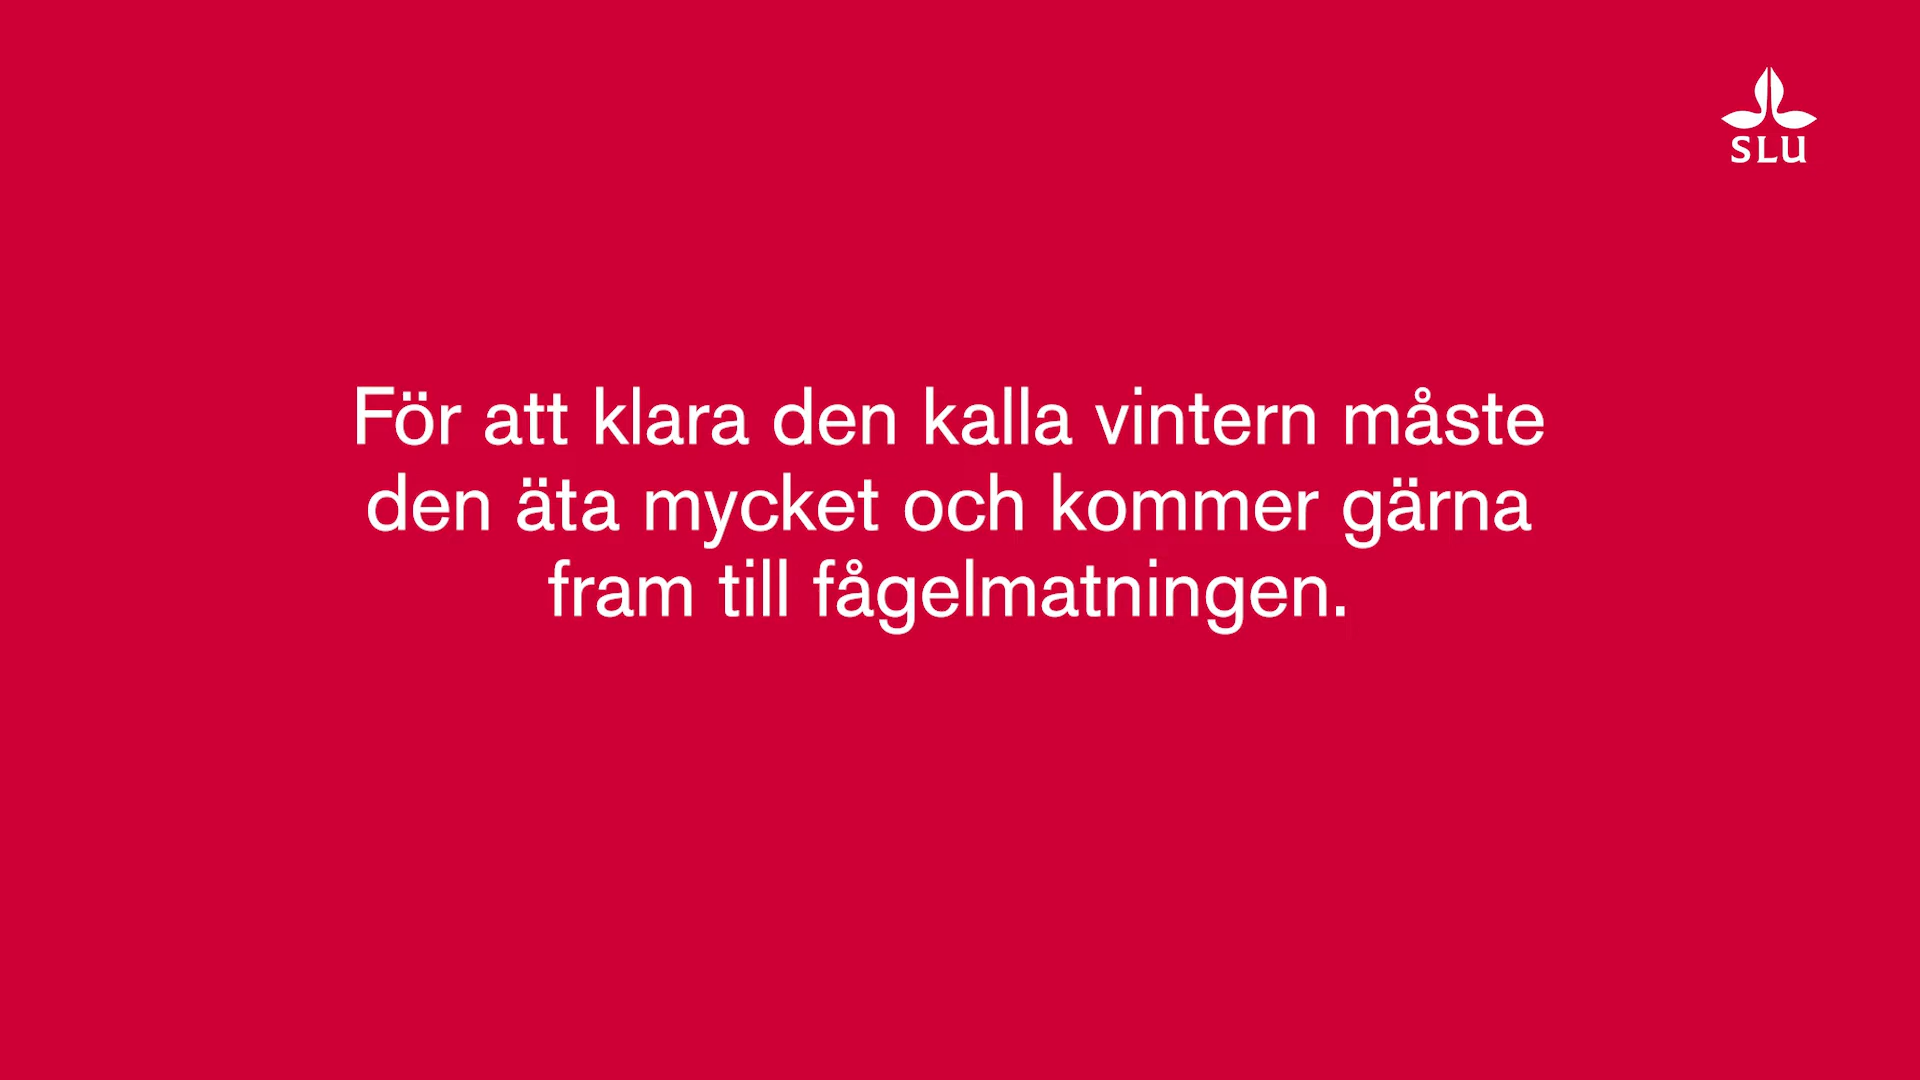 SLU
För att klara den kalla vintern måste
den äta mycket och kommer gärna
fram till fågelmatningen.